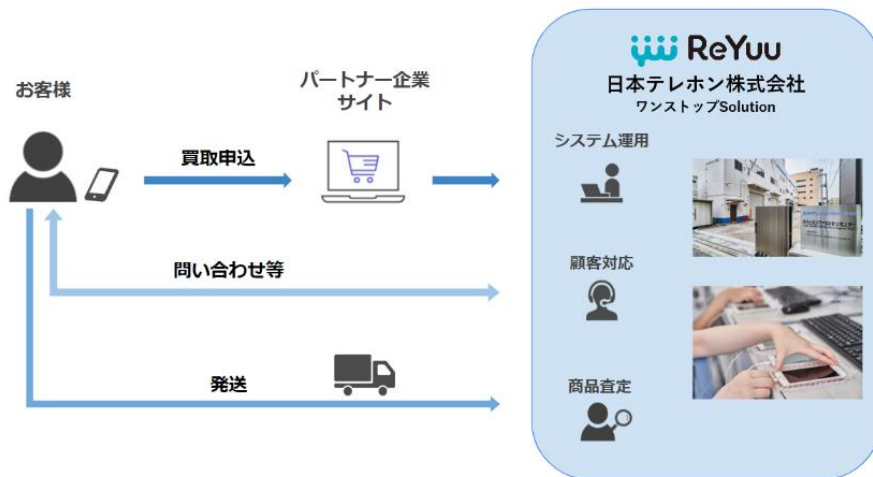 ReYuu
日本テレホン株式会社
ワンストップSolution
お客様
パートナー企業
サイト
買取申込
システム運用
問い合わせ等
顧客対応
発送
商品査定